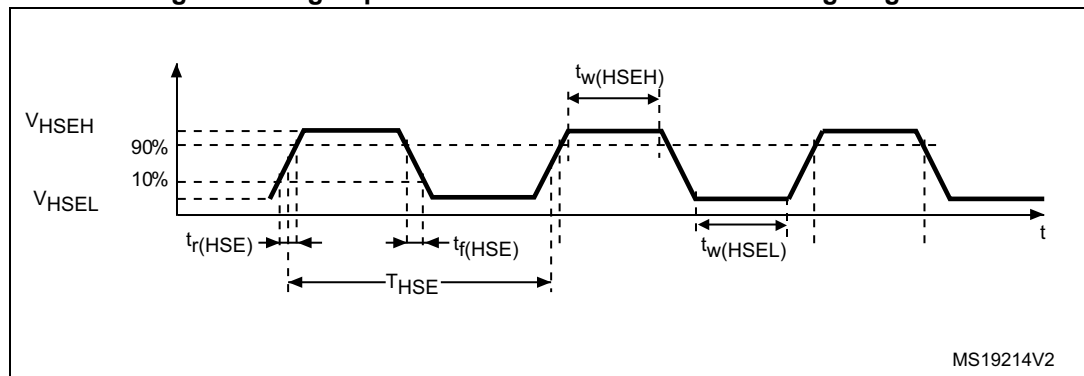 V_HSEH
90%
10%
V_HSEL
t_w(HSEH)
t_r(HSE)
t_f(HSE)
t_w(HSEL)
T_HSE
t
MS19214V2